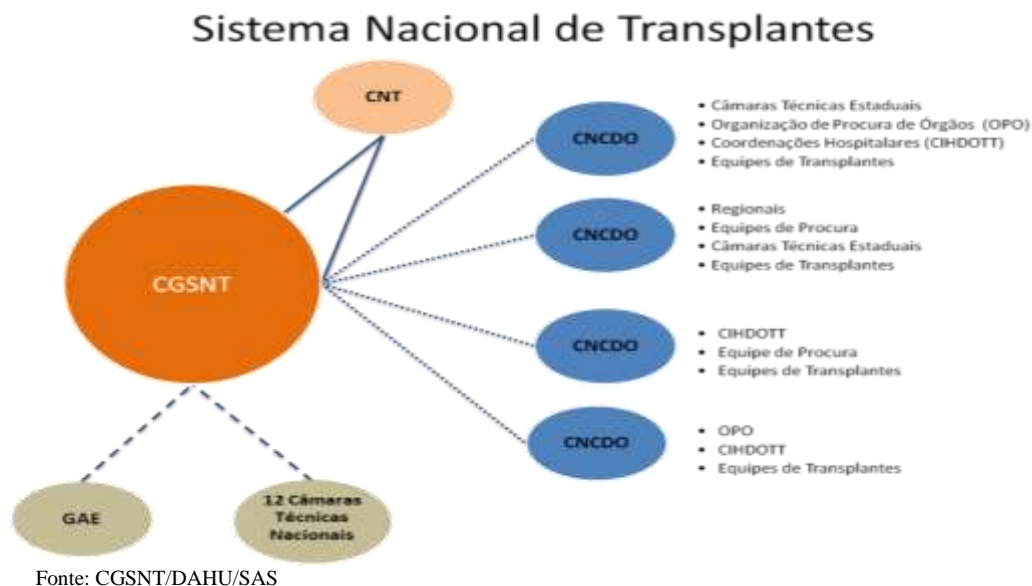 Sistema Nacional de Transplantes
CNT
CGSNT
GAE
12 Câmaras
Técnicas
Nacionais
CNCDO
• Câmaras Técnicas Estaduais
• Organização de Procura de Órgãos (OPO)
• Coordenações Hospitalares (CIHDOTT)
• Equipes de Transplantes
CNCDO
• Regionais
• Equipes de Procura
• Câmaras Técnicas Estaduais
• Equipes de Transplantes
CNCDO
• CIHDOTT
• Equipe de Procura
• Equipes de Transplantes
CNCDO
• OPO
• CIHDOTT
• Equipes de Transplantes
Fonte: CGSNT/DAHU/SAS